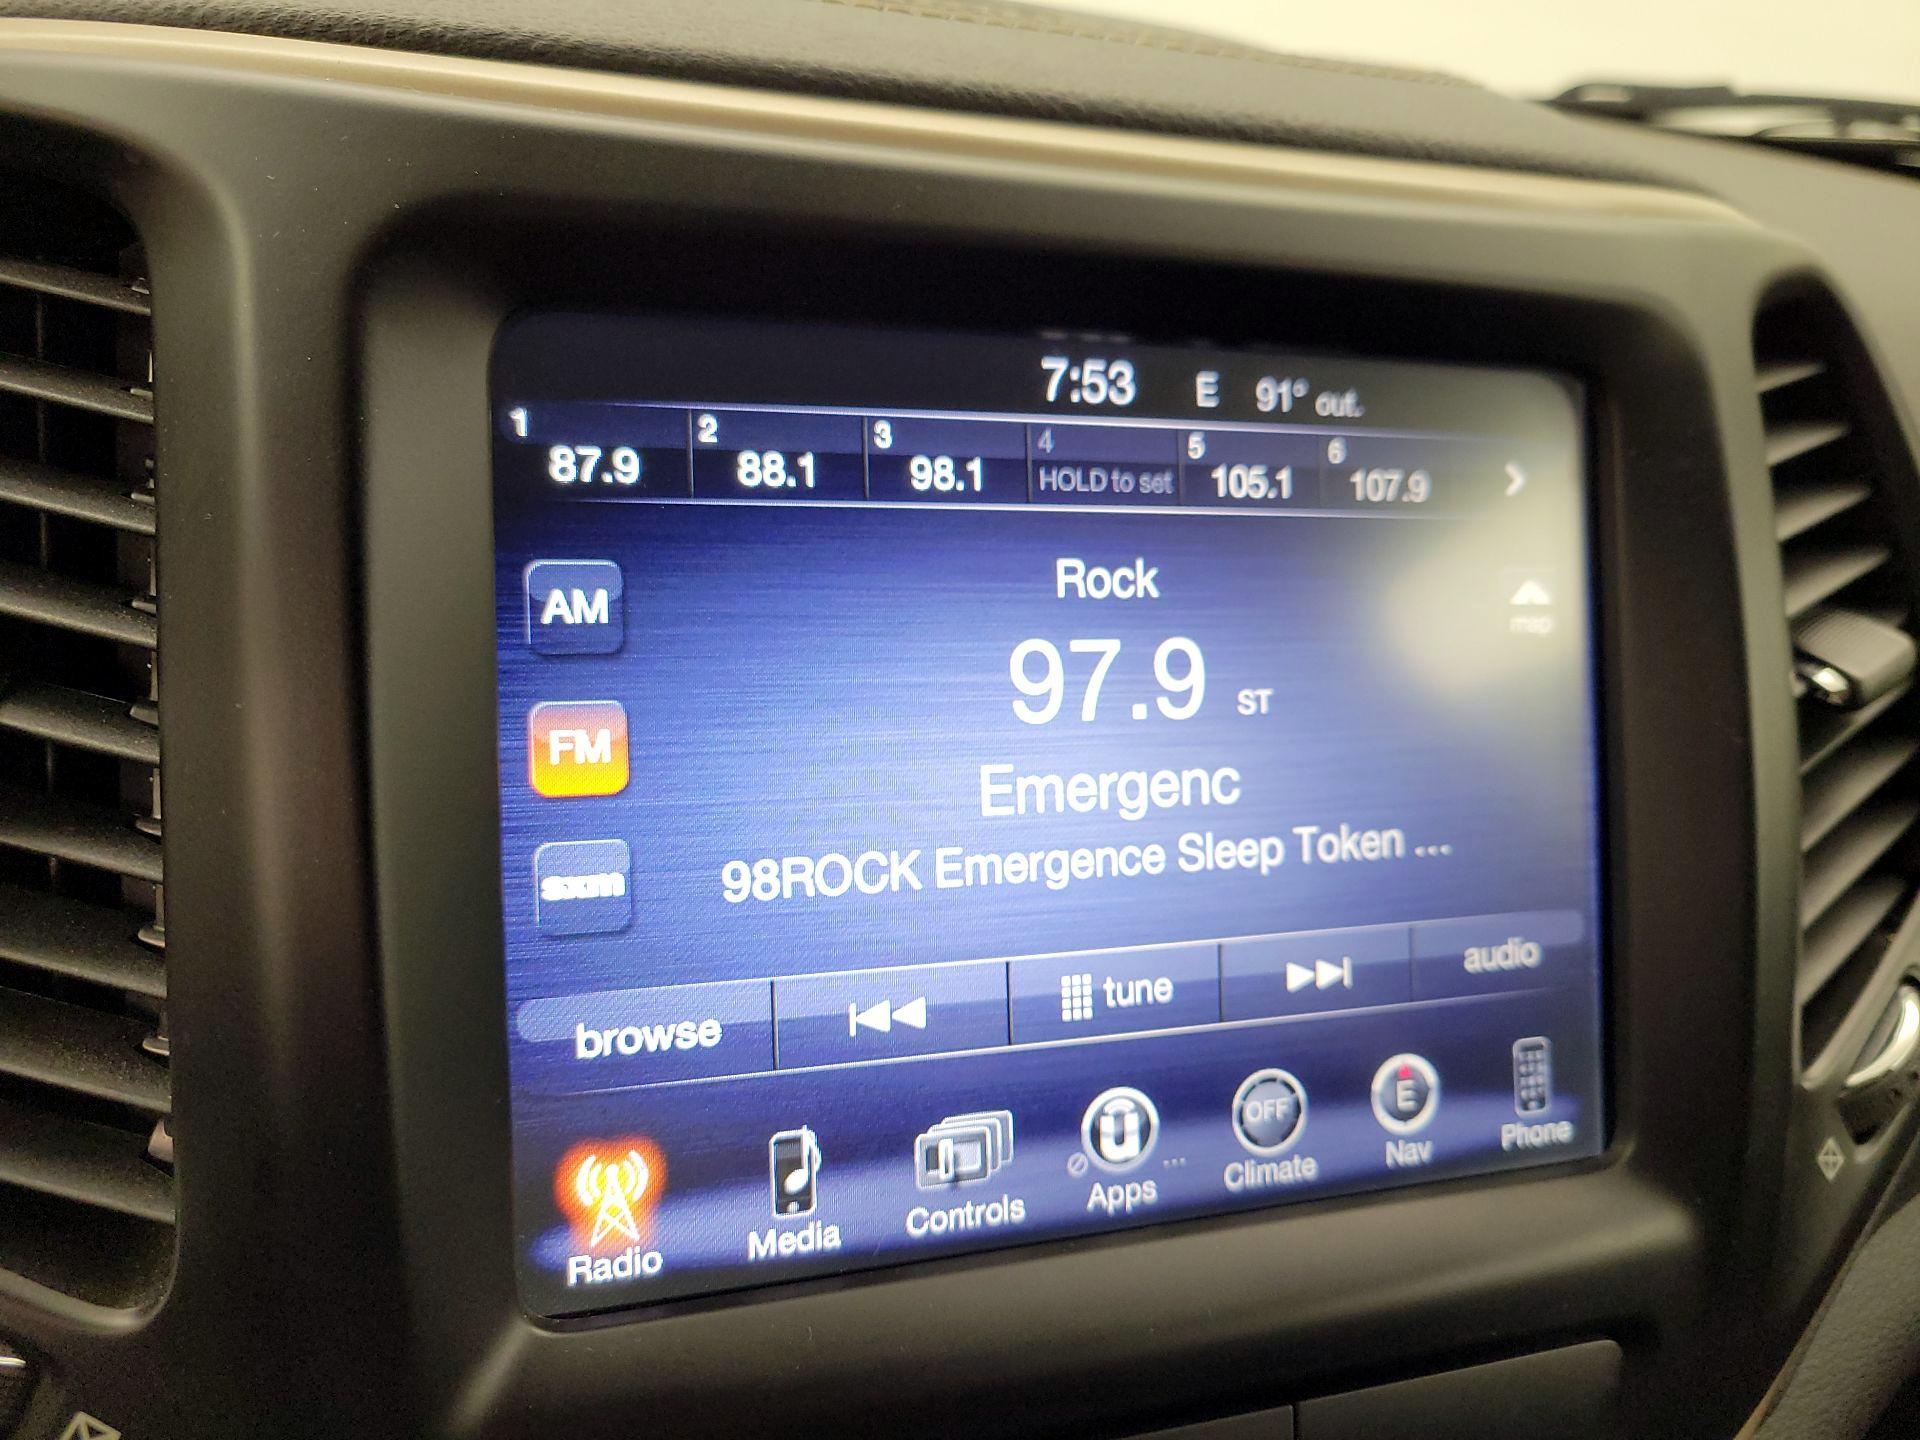 7:53 E 91° out.
1 2 3 4 5 6
87.9 88.1 98.1 HOLD to set 105.1 107.9
Rock
map
AM
97.9 ST
FM
Emergenc
98ROCK Emergence Sleep Token ...
sxm
browse tune audio
OFF E
Radio Media Controls Apps ... Climate Nav Phone